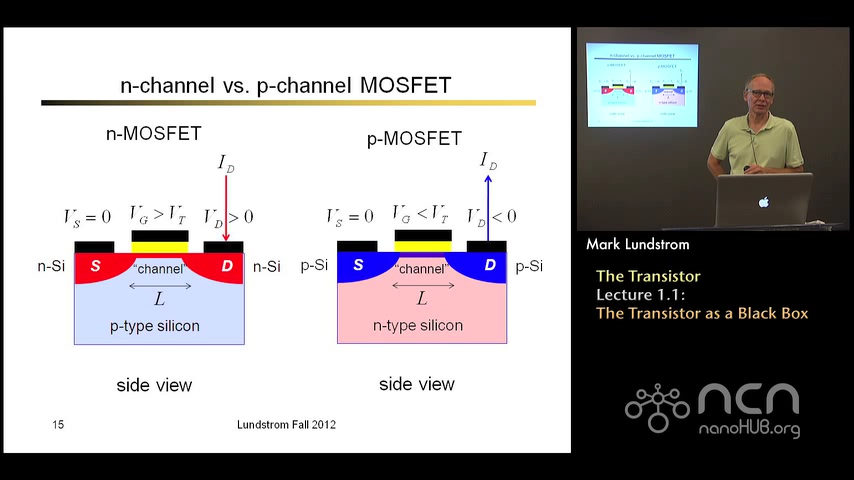 n-channel vs. p-channel MOSFET
n-MOSFET
p-MOSFET
I_D
I_D
V_S = 0
V_G > V_T
V_D > 0
V_S = 0
V_G < V_T
V_D < 0
n-Si
S
"channel"
D
n-Si
p-Si
S
"channel"
D
p-Si
L
L
p-type silicon
n-type silicon
side view
side view
15
Lundstrom Fall 2012
Mark Lundstrom
The Transistor
Lecture 1.1:
The Transistor as a Black Box
ncn
nanoHUB.org